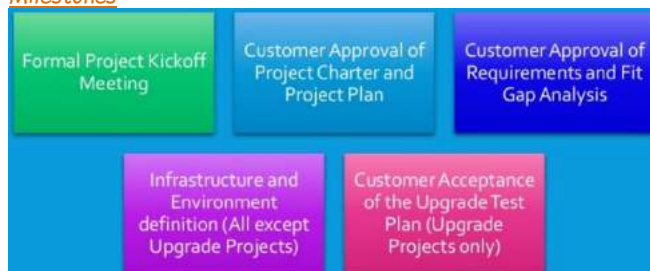 Milestones
Formal Project Kickoff
Meeting
Customer Approval of
Project Charter and
Project Plan
Customer Approval of
Requirements and Fit
Gap Analysis
Infrastructure and
Environment
definition (All except
Upgrade Projects)
Customer Acceptance
of the Upgrade Test
Plan (Upgrade
Projects only)